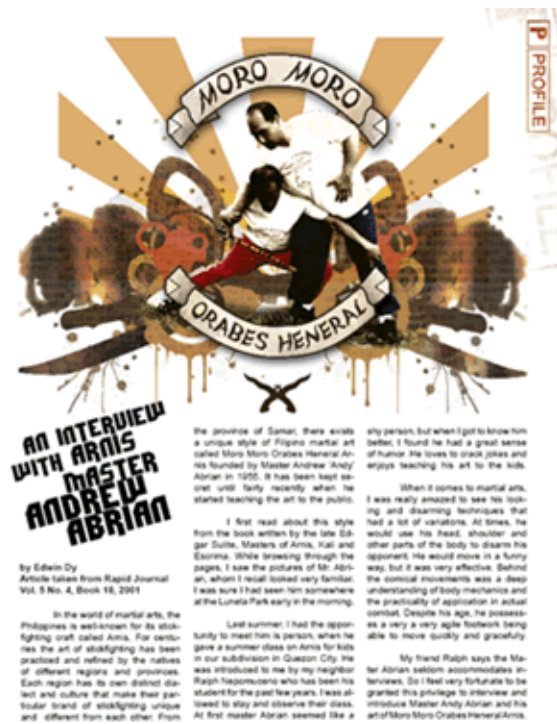 P PROFILE
MORO MORO
ORABES HENERAL
AN INTERVIEW
WITH ARNIS
MASTER
ANDREW
ABRIAN
by Edwin Dy
Article taken from Rapid Journal
Vol. 5 No. 4, Book 18, 2001
In the world of martial arts, the
Philippines is well-known for its stick-
fighting craft called Arnis. For centu-
ries the art of stickfighting has been
practiced and refined by the natives
of different regions and provinces.
Each region has its own distinct dia-
lect and culture that make their par-
ticular brand of stickfighting unique
and different from each other. From
the province of Samar, there exists
a unique style of Filipino martial art
called Moro Moro Orabes Heneral Ar-
nis founded by Master Andrew 'Andy'
Abrian in 1955. It has been kept se-
cret until fairly recently when he
started teaching the art to the public.
I first read about this style
from the book written by the late Ed-
gar Sulite, Masters of Arnis, Kali and
Escrima. While browsing through the
pages, I saw the pictures of Mr. Abri-
an, whom I recall looked very familiar.
I was sure I had seen him somewhere
at the Luneta Park early in the morning.
Last summer, I had the oppor-
tunity to meet him is person, when he
gave a summer class on Arnis for kids
in our subdivision in Quezon City. He
was introduced to me by my neighbor
Ralph Nepomuceno who has been his
student for the past few years. I was al-
lowed to stay and observe their class.
At first master Abrian seemed like a
shy person, but when I got to know him
better, I found he had a great sense
of humor. He loves to crack jokes and
enjoys teaching his art to the kids.
When it comes to martial arts,
I was really amazed to see his lock-
ing and disarming techniques that
had a lot of variations. At times, he
would use his head, shoulder and
other parts of the body to disarm his
opponent. He would move in a funny
way, but it was very effective. Behind
the comical movements was a deep
understanding of body mechanics and
the practicality of application in actual
combat. Despite his age, he possess-
es a very a very agile footwork being
able to move quickly and gracefully.
My friend Ralph says the Mas-
ter Abrian seldom accommodates in-
terviews. So I feel very fortunate to be
granted this privilege to interview and
introduce Master Andy Abrian and his
art of Moro Moro Orabes Heneral Arnis.